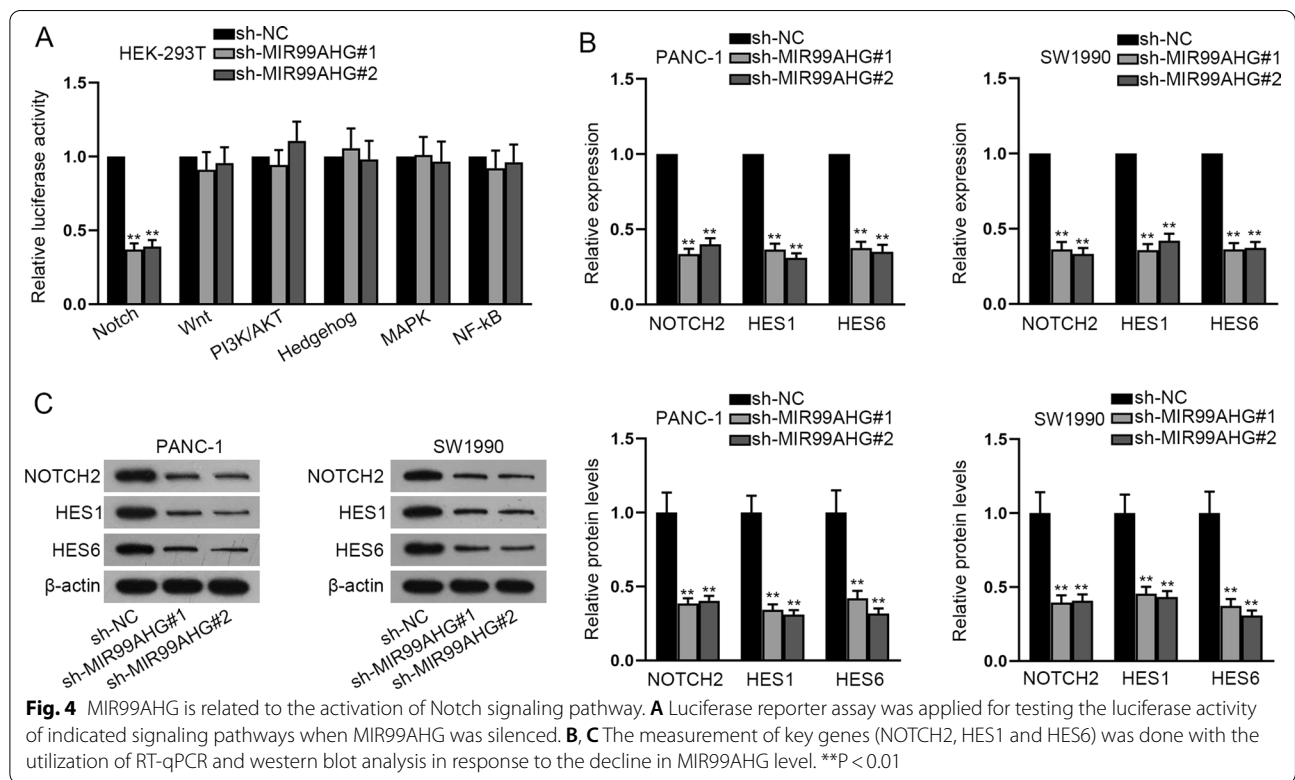 A
HEK-293T
sh-NC
sh-MIR99AHG#1
sh-MIR99AHG#2
Relative luciferase activity
1.5
1.0
0.5
0.0
** **
Notch
Wnt
PI3K/AKT
Hedgehog
MAPK
NF-kB
B
PANC-1
sh-NC
sh-MIR99AHG#1
sh-MIR99AHG#2
Relative expression
1.5
1.0
0.5
0.0
** **
** **
** **
NOTCH2
HES1
HES6
SW1990
sh-NC
sh-MIR99AHG#1
sh-MIR99AHG#2
Relative expression
1.5
1.0
0.5
0.0
** **
** **
** **
NOTCH2
HES1
HES6
C
PANC-1
NOTCH2
HES1
HES6
β-actin
sh-NC
sh-MIR99AHG#1
sh-MIR99AHG#2
SW1990
NOTCH2
HES1
HES6
β-actin
sh-NC
sh-MIR99AHG#1
sh-MIR99AHG#2
PANC-1
sh-NC
sh-MIR99AHG#1
sh-MIR99AHG#2
Relative protein levels
1.5
1.0
0.5
0.0
** **
** **
** **
NOTCH2
HES1
HES6
SW1990
sh-NC
sh-MIR99AHG#1
sh-MIR99AHG#2
Relative protein levels
1.5
1.0
0.5
0.0
** **
** **
** **
NOTCH2
HES1
HES6
Fig. 4 MIR99AHG is related to the activation of Notch signaling pathway. A Luciferase reporter assay was applied for testing the luciferase activity
of indicated signaling pathways when MIR99AHG was silenced. B, C The measurement of key genes (NOTCH2, HES1 and HES6) was done with the
utilization of RT-qPCR and western blot analysis in response to the decline in MIR99AHG level. **P < 0.01